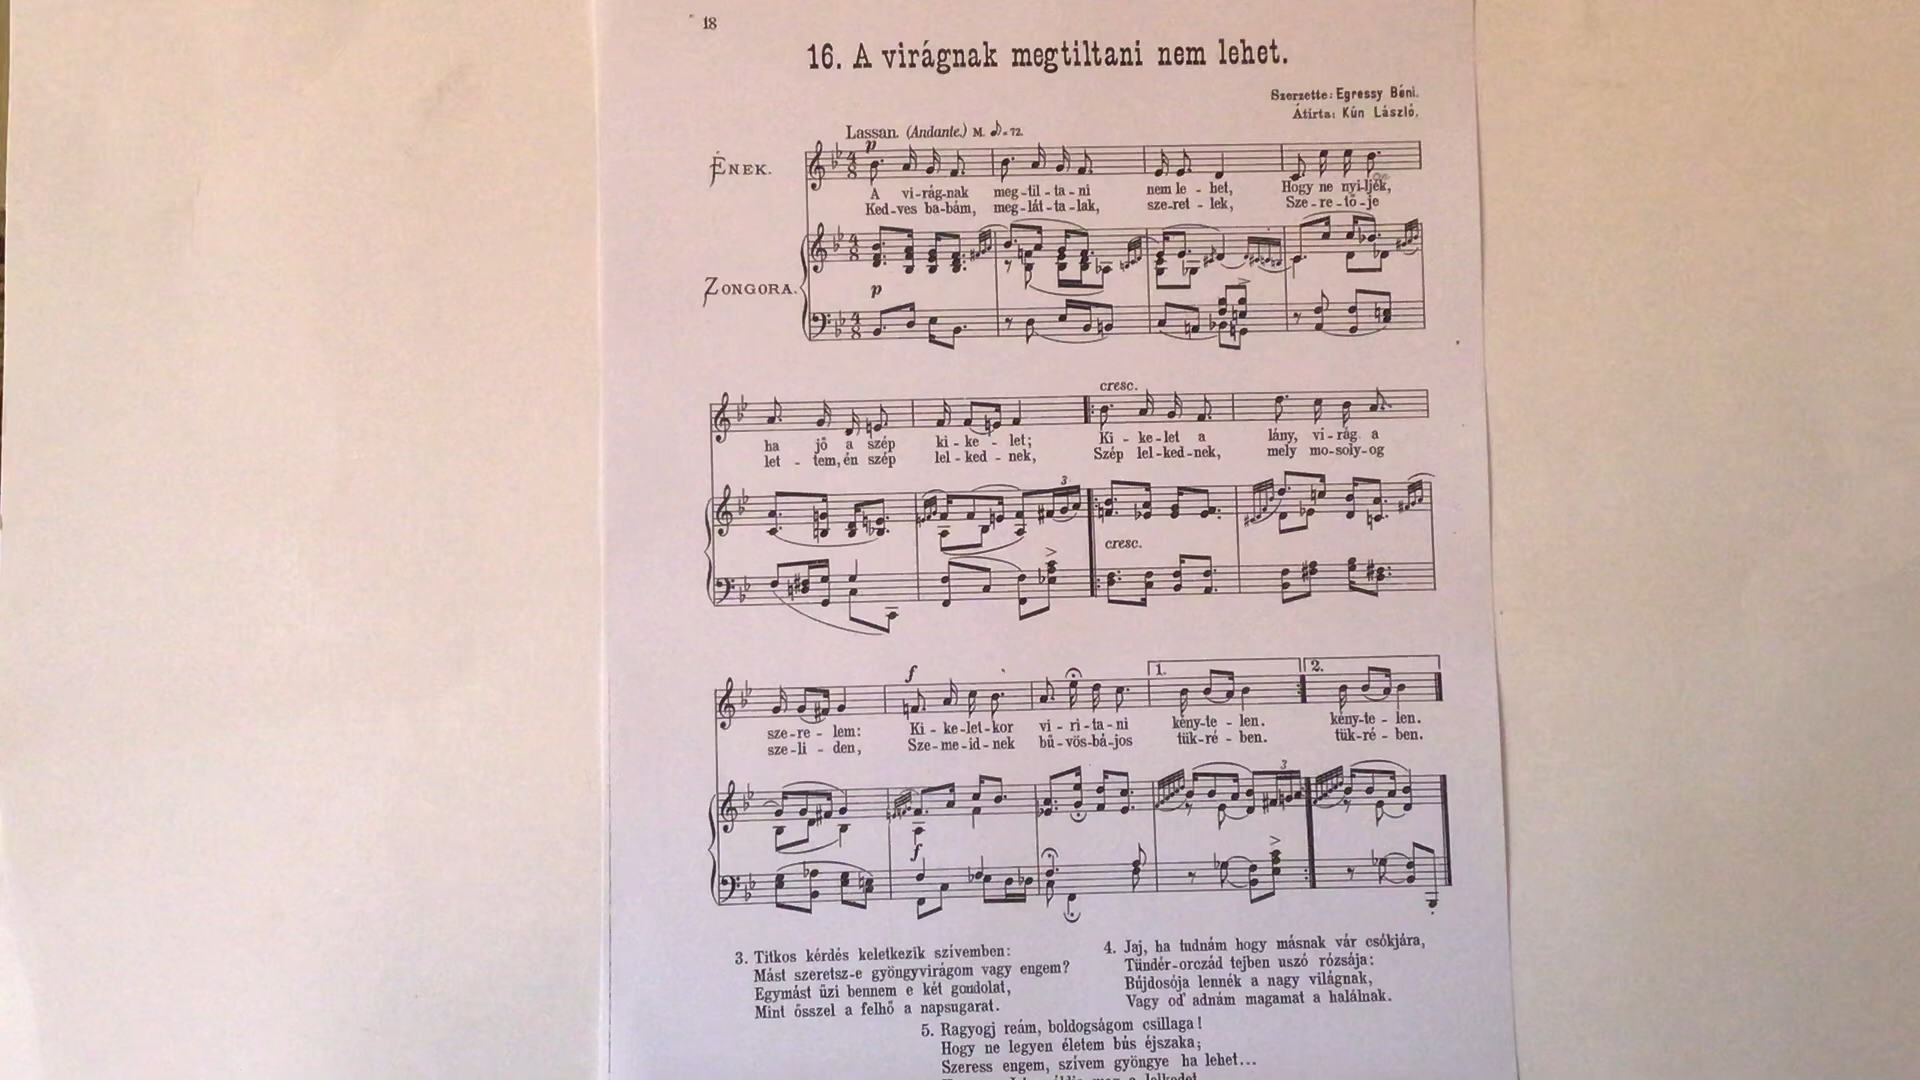 18
16. A virágnak megtiltani nem lehet.
Szerzette: Egressy Béni.
Átirta: Kún László.
Lassan. (Andante.) M. ♪=72.
p
ÉNEK.
A vi-rág-nak meg-til-ta-ni nem le-het, Hogy ne nyi-ljék,
Ked-ves ba-bám, meg-lát-ta-lak, sze-ret-lek, Sze-re-tő-je
ZONGORA.
p
cresc.
ha jő a szép ki-ke-let; Ki-ke-let a lány, vi-rág a
let-tem, én szép lel-ked-nek, Szép lel-ked-nek, mely mo-soly-og
3
cresc.
f
1. 2.
sze-re-lem: Ki-ke-let-kor vi-ri-ta-ni kény-te-len. kény-te-len.
sze-li-den, Sze-me-id-nek bű-vös-bá-jos tük-ré-ben. tük-ré-ben.
3
f
3. Titkos kérdés keletkezik szívemben:
Mást szeretsz-e gyöngyvirágom vagy engem?
Egymást űzi bennem e két gondolat,
Mint ősszel a felhő a napsugarat.
4. Jaj, ha tudnám hogy másnak vár csókjára,
Tündér-orczád tejben uszó rózsája:
Bújdosója lennék a nagy világnak,
Vagy od' adnám magamat a halálnak.
5. Ragyogj reám, boldogságom csillaga!
Hogy ne legyen életem bús éjszaka;
Szeress engem, szívem gyöngye ha lehet...